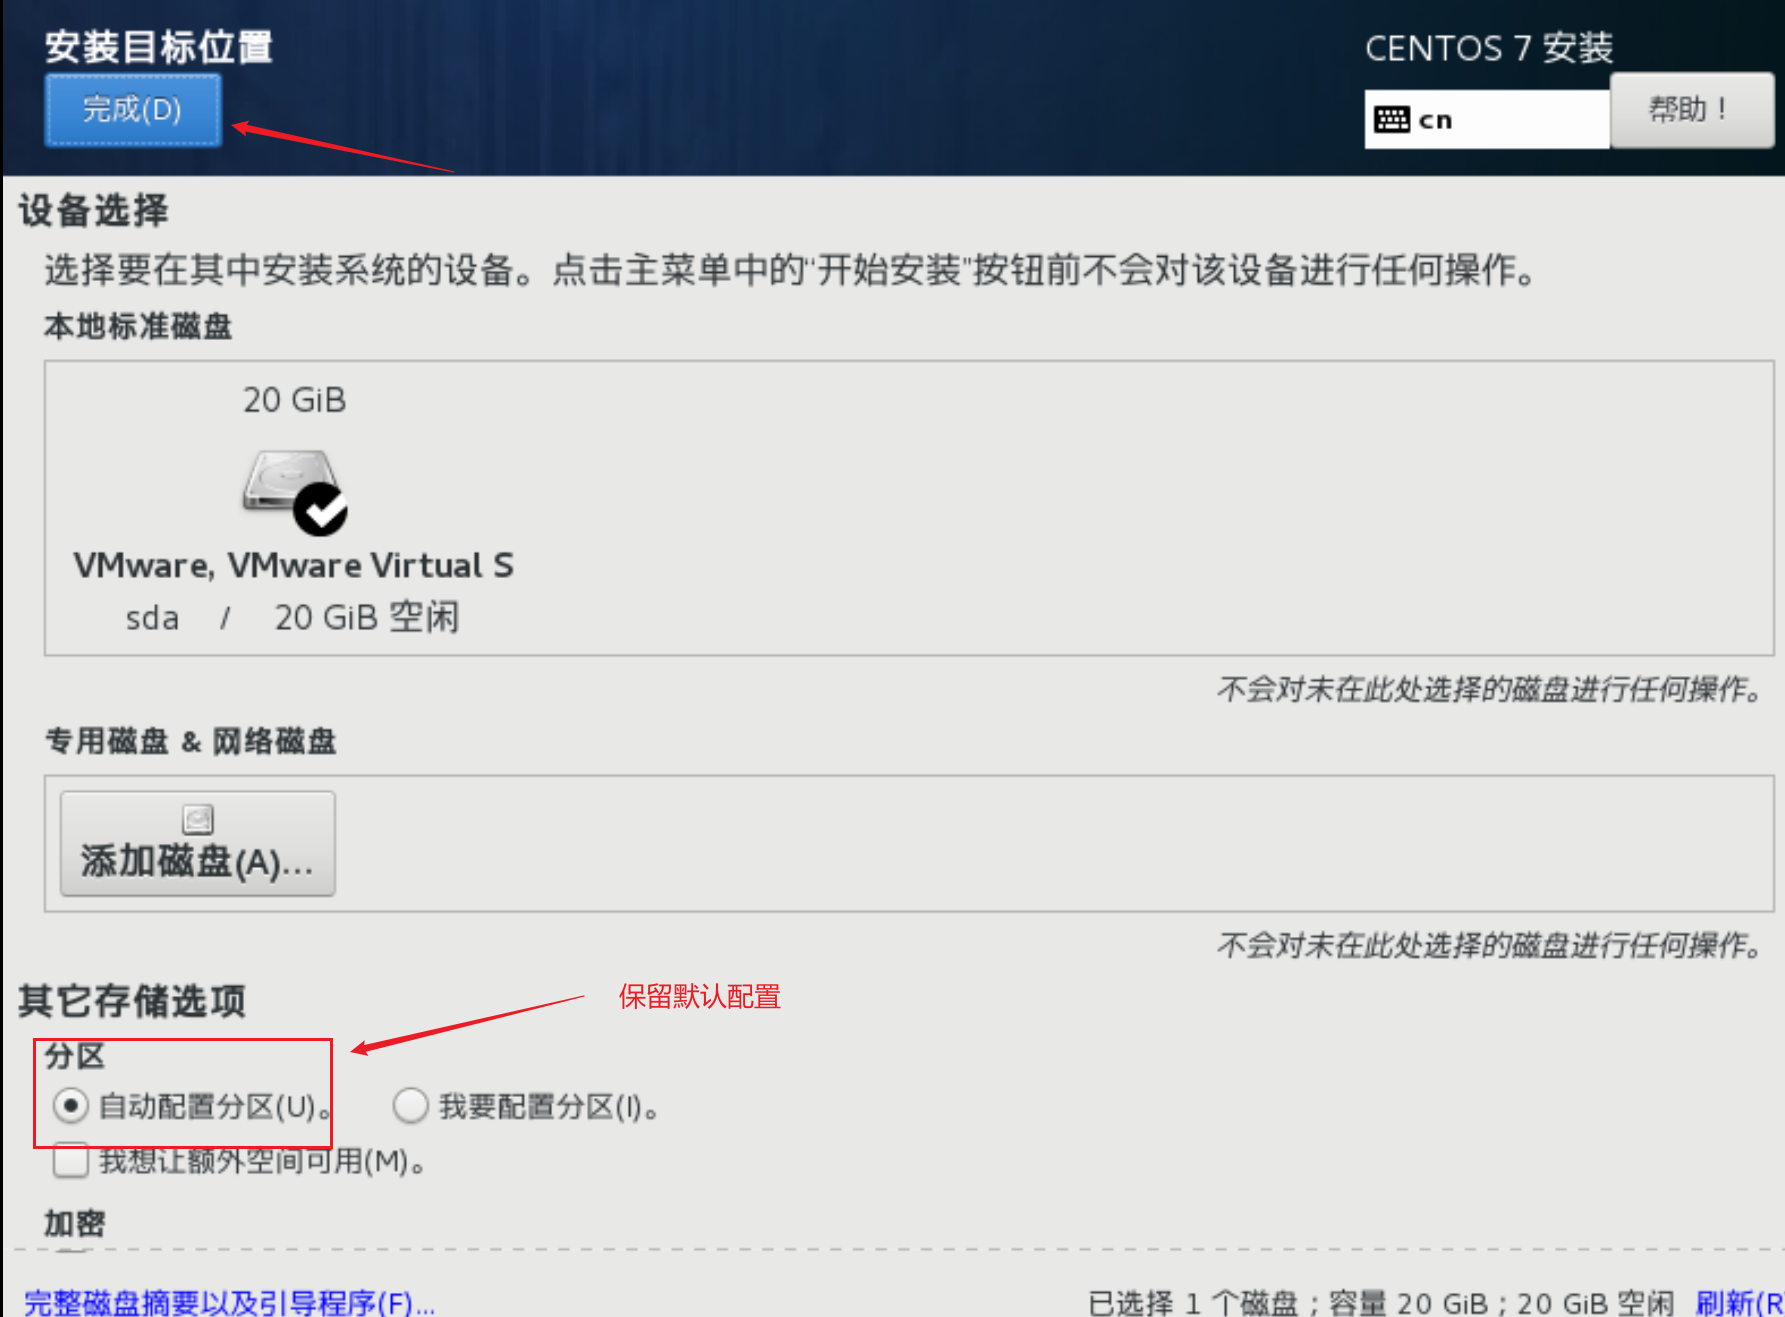 安装目标位置
CENTOS 7 安装
完成(D)
cn
帮助！
设备选择
选择要在其中安装系统的设备。点击主菜单中的“开始安装”按钮前不会对该设备进行任何操作。
本地标准磁盘
20 GiB
VMware, VMware Virtual S
sda / 20 GiB 空闲
不会对未在此处选择的磁盘进行任何操作。
专用磁盘 & 网络磁盘
添加磁盘(A)...
不会对未在此处选择的磁盘进行任何操作。
其它存储选项
保留默认配置
分区
自动配置分区(U)。 我要配置分区(I)。
我想让额外空间可用(M)。
加密
完整磁盘摘要以及引导程序(F)...
已选择 1 个磁盘；容量 20 GiB；20 GiB 空闲 刷新(R